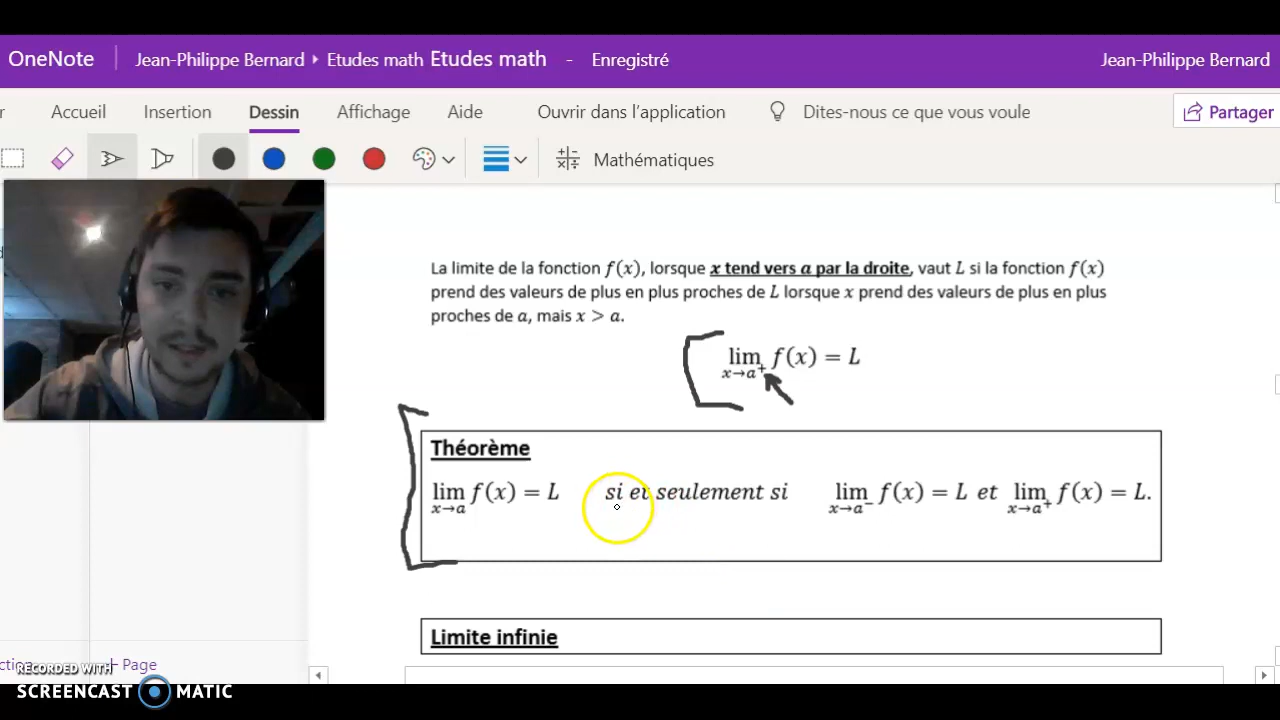 OneNote Jean-Philippe Bernard Etudes math Etudes math - Enregistré Jean-Philippe Bernard
r Accueil Insertion Dessin Affichage Aide Ouvrir dans l'application Dites-nous ce que vous voule Partager
Mathématiques
La limite de la fonction f(x), lorsque x tend vers a par la droite, vaut L si la fonction f(x)
prend des valeurs de plus en plus proches de L lorsque x prend des valeurs de plus en plus
proches de a, mais x > a.
lim x→a⁺ f(x) = L
Théorème
lim x→a f(x) = L si et seulement si lim x→a⁻ f(x) = L et lim x→a⁺ f(x) = L.
Limite infinie
ction + Page
RECORDED WITH
SCREENCAST MATIC